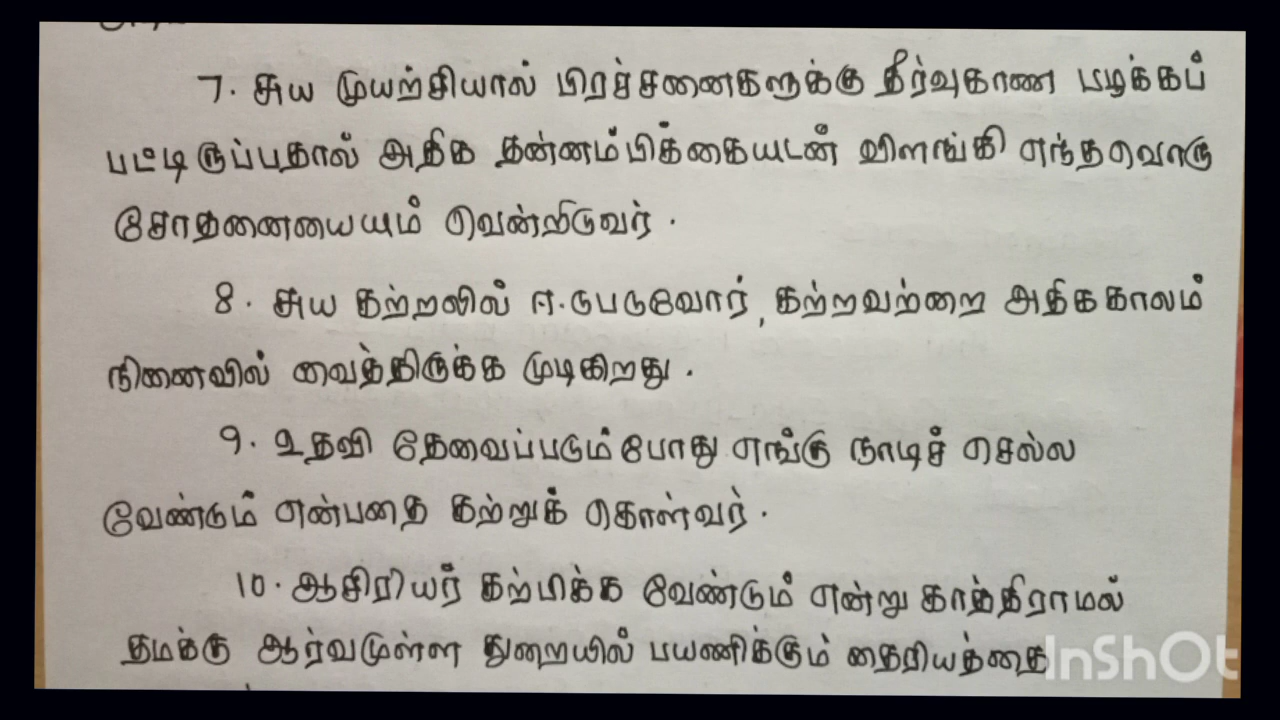 7. சுய முயற்சியால் பிரச்சனைகளுக்கு தீர்வுகாண பழக்கப்
பட்டிருப்பதால் அதிக தன்னம்பிக்கையுடன் விளங்கி எந்தவொரு
சோதனையையும் வென்றிடுவர்.
8. சுய கற்றலில் ஈடுபடுவோர், கற்றவற்றை அதிககாலம்
நினைவில் வைத்திருக்க முடிகிறது.
9. உதவி தேவைப்படும்போது எங்கு நாடிச் செல்ல
வேண்டும் என்பதை கற்றுக் கொள்வர்.
10. ஆசிரியர் கற்பிக்க வேண்டும் என்று காத்திராமல்
தமக்கு ஆர்வமுள்ள துறையில் பயணிக்கும் தைரியத்தை
InShOt